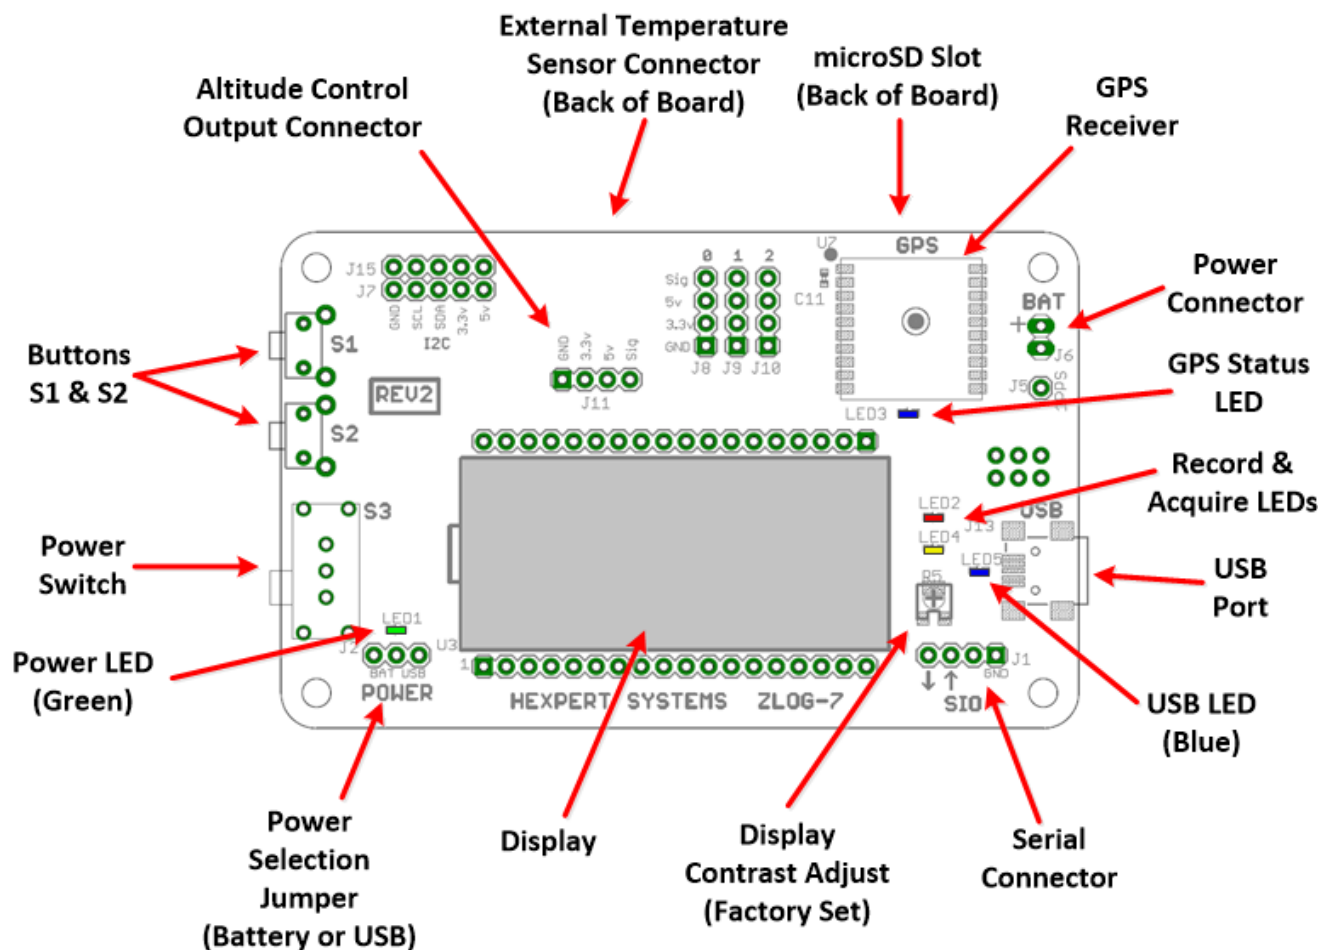 External Temperature
Sensor Connector
(Back of Board)
microSD Slot
(Back of Board)
GPS
Receiver
Altitude Control
Output Connector
Power
Connector
GPS Status
LED
Record &
Acquire LEDs
USB
Port
USB LED
(Blue)
Serial
Connector
Display
Contrast Adjust
(Factory Set)
Display
Power
Selection
Jumper
(Battery or USB)
Power LED
(Green)
Power
Switch
Buttons
S1 & S2
J15
J7
GND
SCL
SDA
3.3v
5v
I2C
S1
S2
S3
REV2
GND
3.3v
5v
Sig
J11
0 1 2
Sig
5v
3.3v
GND
J8 J9 J10
U7
C11
GPS
BAT
+
J6
J5
1PPS
LED3
LED2
LED4
LED5
J13
USB
R5
LED1
J2
BAT USB
POWER
U3
1
HEXPERT SYSTEMS ZLOG-7
J1
GND
SIO